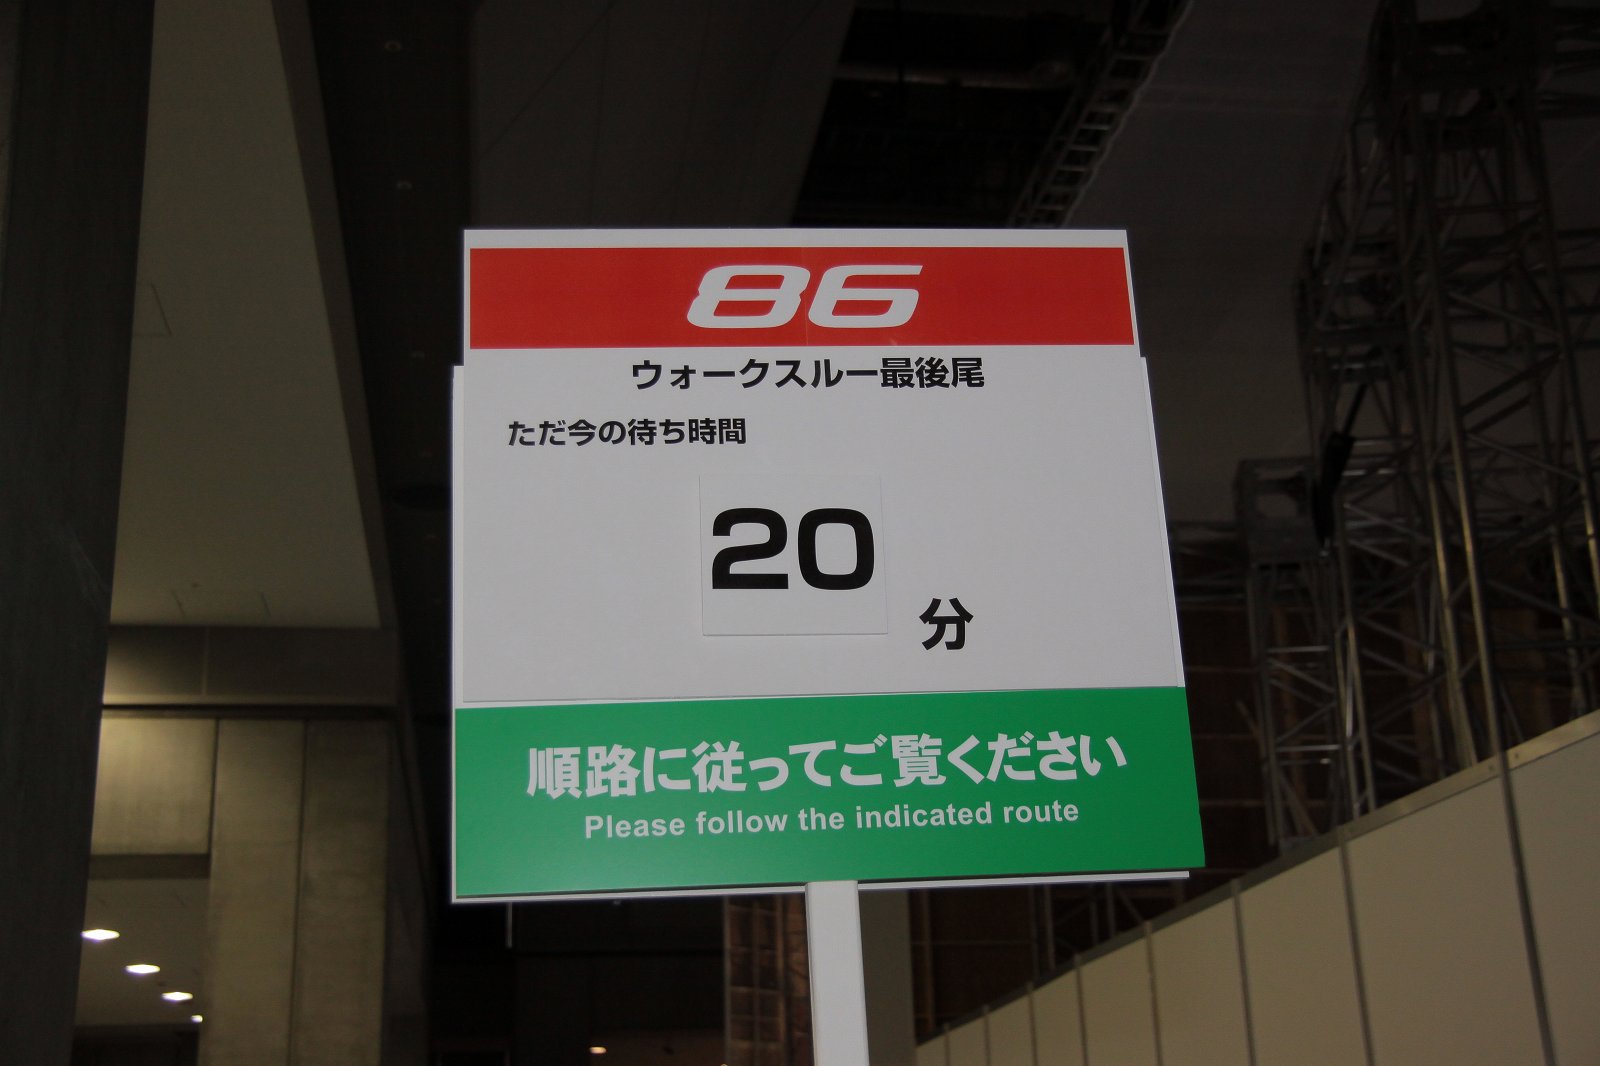 86
ウォークスルー最後尾
ただ今の待ち時間
20
分
順路に従ってご覧ください
Please follow the indicated route